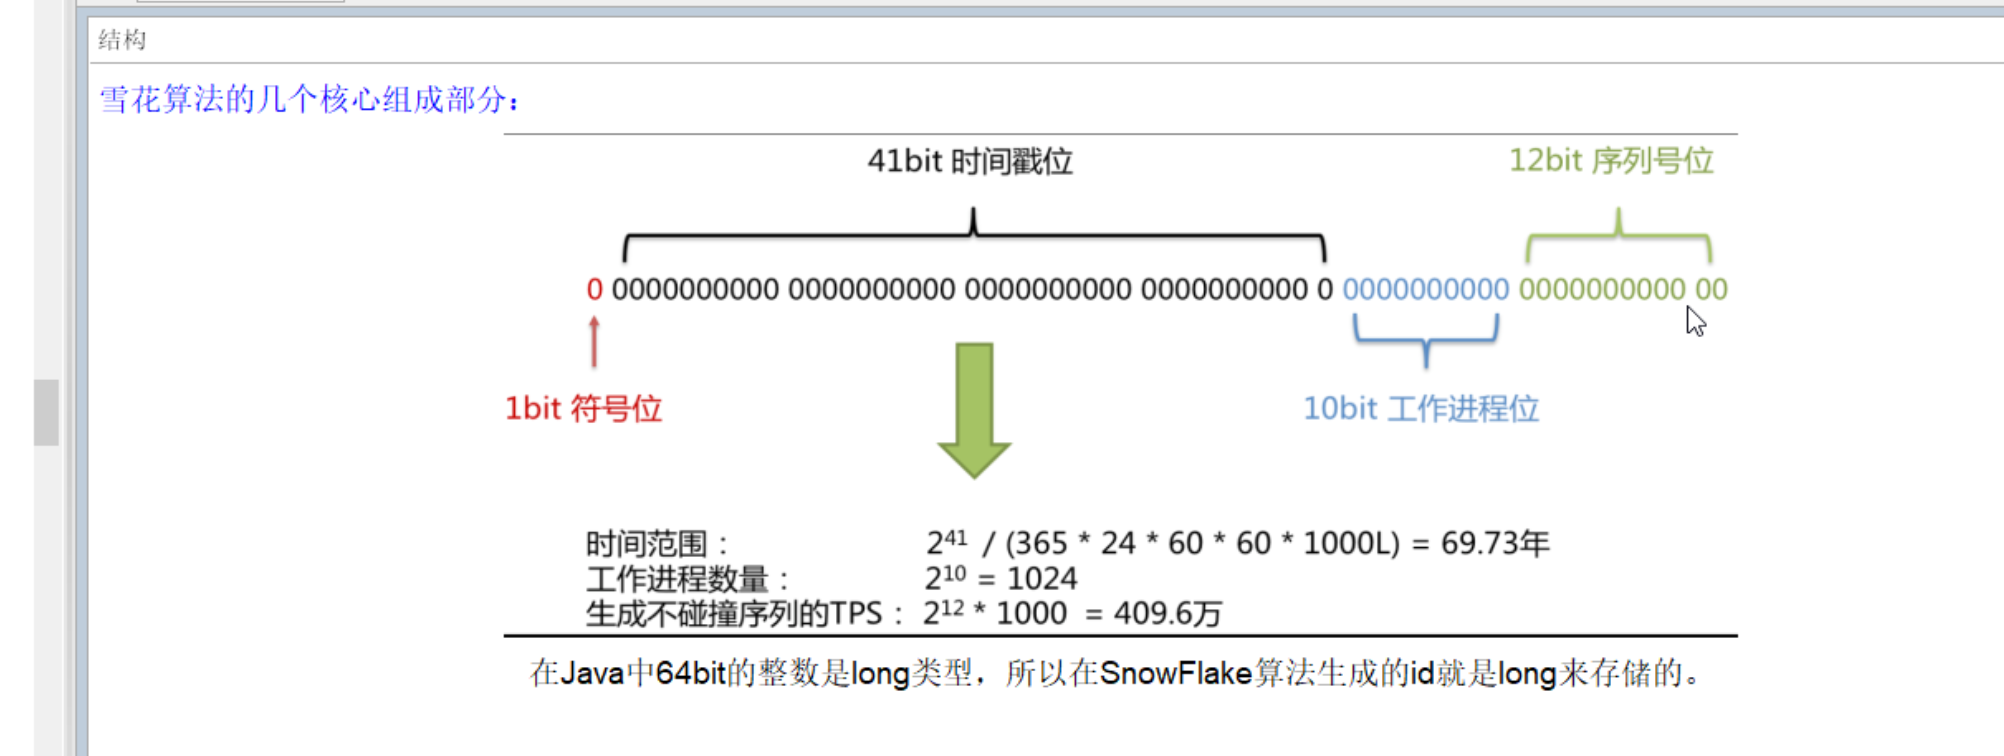 结构
雪花算法的几个核心组成部分：
41bit 时间戳位 12bit 序列号位
0 0000000000 0000000000 0000000000 0000000000 0 0000000000 0000000000 00
1bit 符号位 10bit 工作进程位
时间范围： 2⁴¹ / (365 * 24 * 60 * 60 * 1000L) = 69.73年
工作进程数量： 2¹⁰ = 1024
生成不碰撞序列的TPS： 2¹² * 1000 = 409.6万
在Java中64bit的整数是long类型，所以在SnowFlake算法生成的id就是long来存储的。